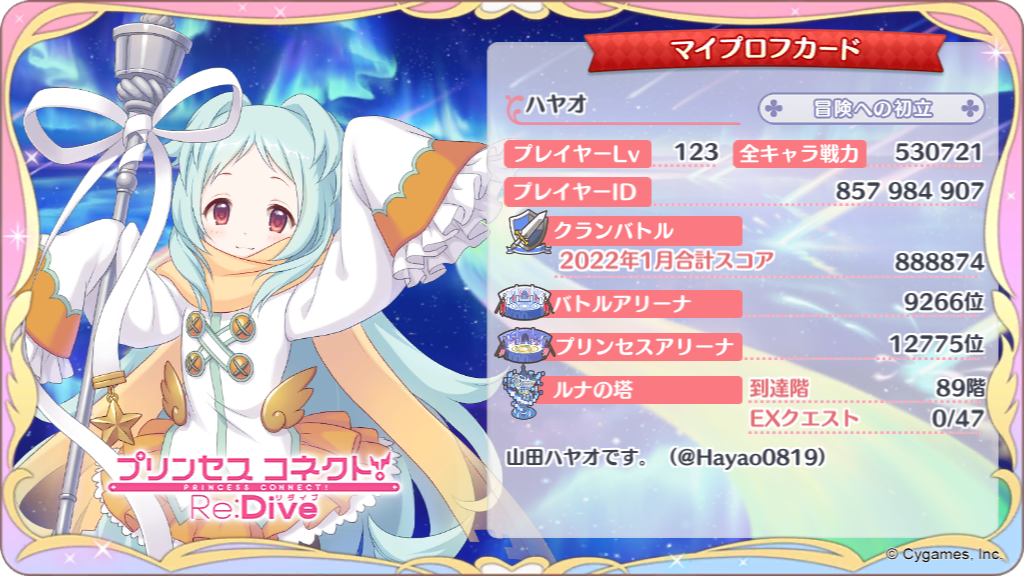 マイプロフカード
ハヤオ
冒険への初立
プレイヤーLv 123 全キャラ戦力 530721
プレイヤーID 857 984 907
クランバトル
2022年1月合計スコア 888874
バトルアリーナ 9266位
プリンセスアリーナ 12775位
ルナの塔 到達階 89階
EXクエスト 0/47
山田ハヤオです。(@Hayao0819)
プリンセスコネクト!
PRINCESS CONNECT!
Re:Dive
リダイブ
© Cygames, Inc.